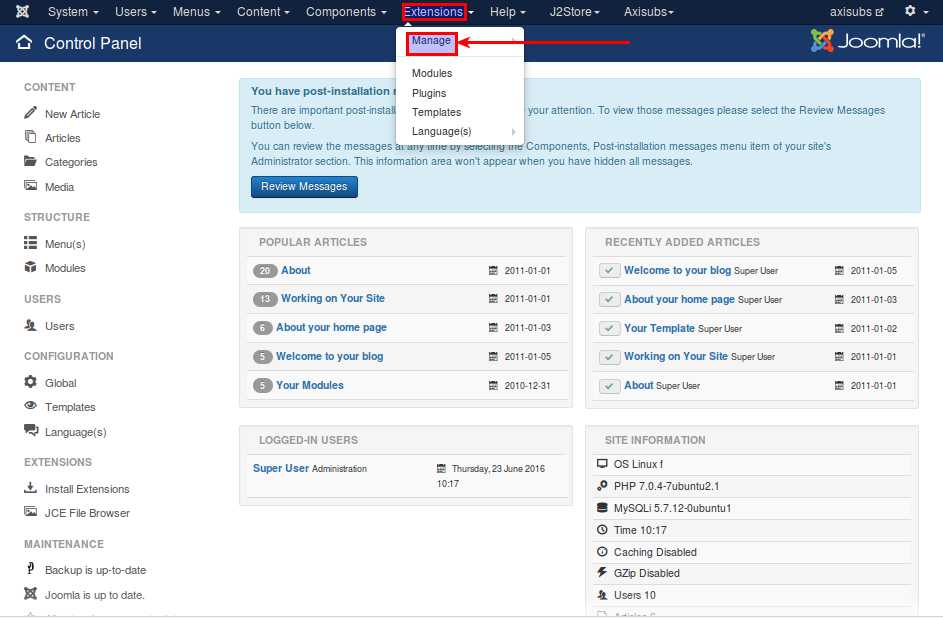 System Users Menus Content Components Extensions Help J2Store Axisubs axisubs
Control Panel
Joomla!
Manage
Modules
Plugins
Templates
Language(s)
CONTENT
New Article
Articles
Categories
Media
STRUCTURE
Menu(s)
Modules
USERS
Users
CONFIGURATION
Global
Templates
Language(s)
EXTENSIONS
Install Extensions
JCE File Browser
MAINTENANCE
Backup is up-to-date
Joomla is up to date.
You have post-installation
There are important post-instal your attention. To view those messages please select the Review Messages
button below.
You can review the messages at any time by selecting the Components, Post-installation messages menu item of your site's
Administrator section. This information area won't appear when you have hidden all messages.
Review Messages
POPULAR ARTICLES
20 About 2011-01-01
13 Working on Your Site 2011-01-01
6 About your home page 2011-01-03
5 Welcome to your blog 2011-01-05
5 Your Modules 2010-12-31
RECENTLY ADDED ARTICLES
Welcome to your blog Super User 2011-01-05
About your home page Super User 2011-01-03
Your Template Super User 2011-01-02
Working on Your Site Super User 2011-01-01
About Super User 2011-01-01
LOGGED-IN USERS
Super User Administration Thursday, 23 June 2016
10:17
SITE INFORMATION
OS Linux f
PHP 7.0.4-7ubuntu2.1
MySQLi 5.7.12-0ubuntu1
Time 10:17
Caching Disabled
GZip Disabled
Users 10